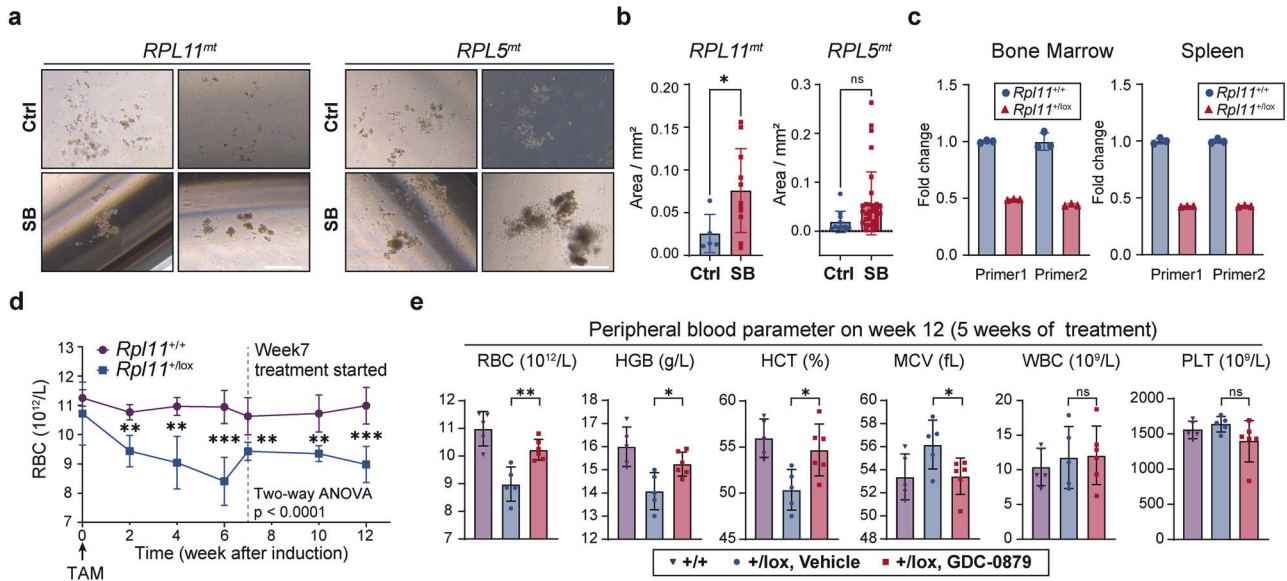 a
RPL11mt
RPL5mt
Ctrl
SB
b
RPL11mt
RPL5mt
*
ns
Area / mm²
0.20
0.15
0.10
0.05
0.00
Ctrl SB
Area / mm²
0.3
0.2
0.1
0.0
Ctrl SB
c
Bone Marrow
Spleen
Fold change
1.5
1.0
0.5
0
Rpl11+/+
Rpl11+/lox
Primer1 Primer2
Fold change
1.5
1.0
0.5
0
Rpl11+/+
Rpl11+/lox
Primer1 Primer2
d
RBC (10¹²/L)
13
12
11
10
9
8
7
Rpl11+/+
Rpl11+/lox
Week7
treatment started
** ** *** ** ** ***
Two-way ANOVA
p < 0.0001
0 2 4 6 8 10 12
Time (week after induction)
TAM
e
Peripheral blood parameter on week 12 (5 weeks of treatment)
RBC (10¹²/L)
**
13
12
11
10
9
8
7
HGB (g/L)
*
18
17
16
15
14
13
12
HCT (%)
*
60
55
50
45
MCV (fL)
*
60
58
56
54
52
50
48
WBC (10⁹/L)
ns
20
15
10
5
0
PLT (10⁹/L)
ns
2000
1500
1000
500
0
+/+ +/lox, Vehicle +/lox, GDC-0879